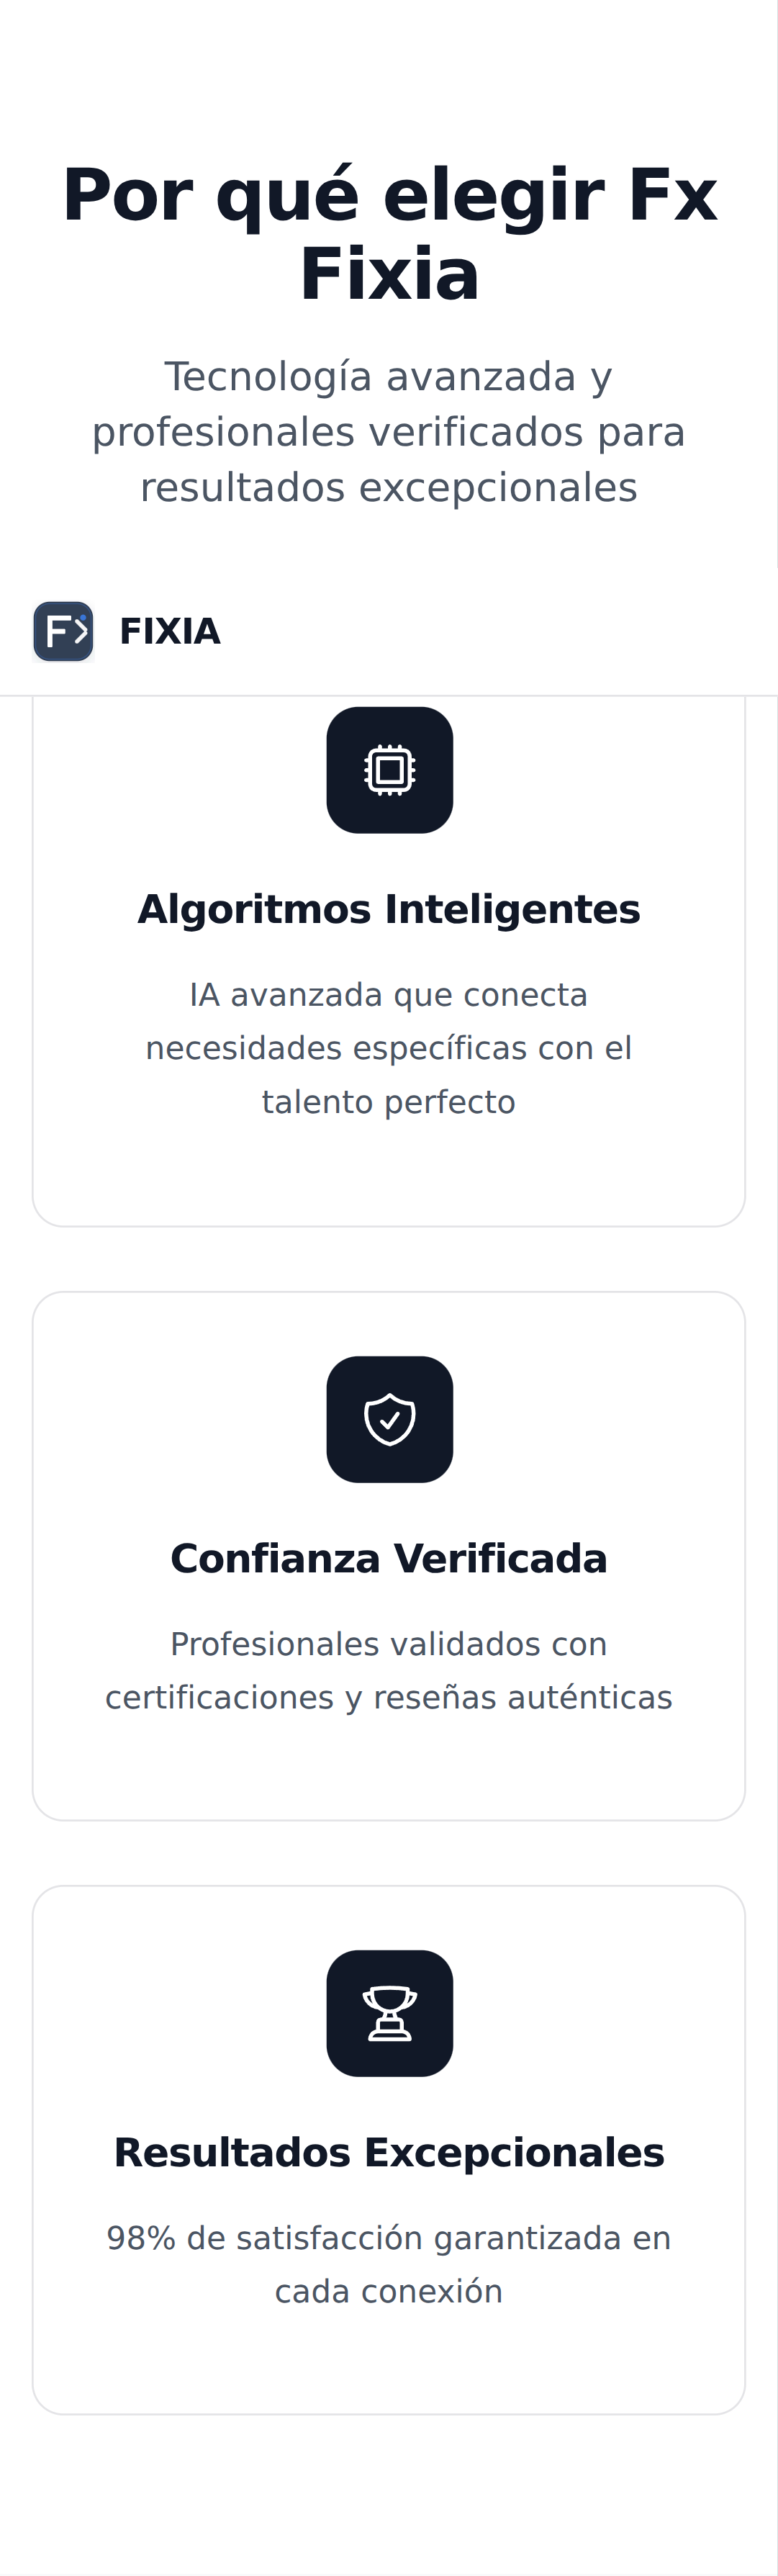 Por qué elegir Fx
Fixia
Tecnología avanzada y
profesionales verificados para
resultados excepcionales
FIXIA
Algoritmos Inteligentes
IA avanzada que conecta
necesidades específicas con el
talento perfecto
Confianza Verificada
Profesionales validados con
certificaciones y reseñas auténticas
Resultados Excepcionales
98% de satisfacción garantizada en
cada conexión